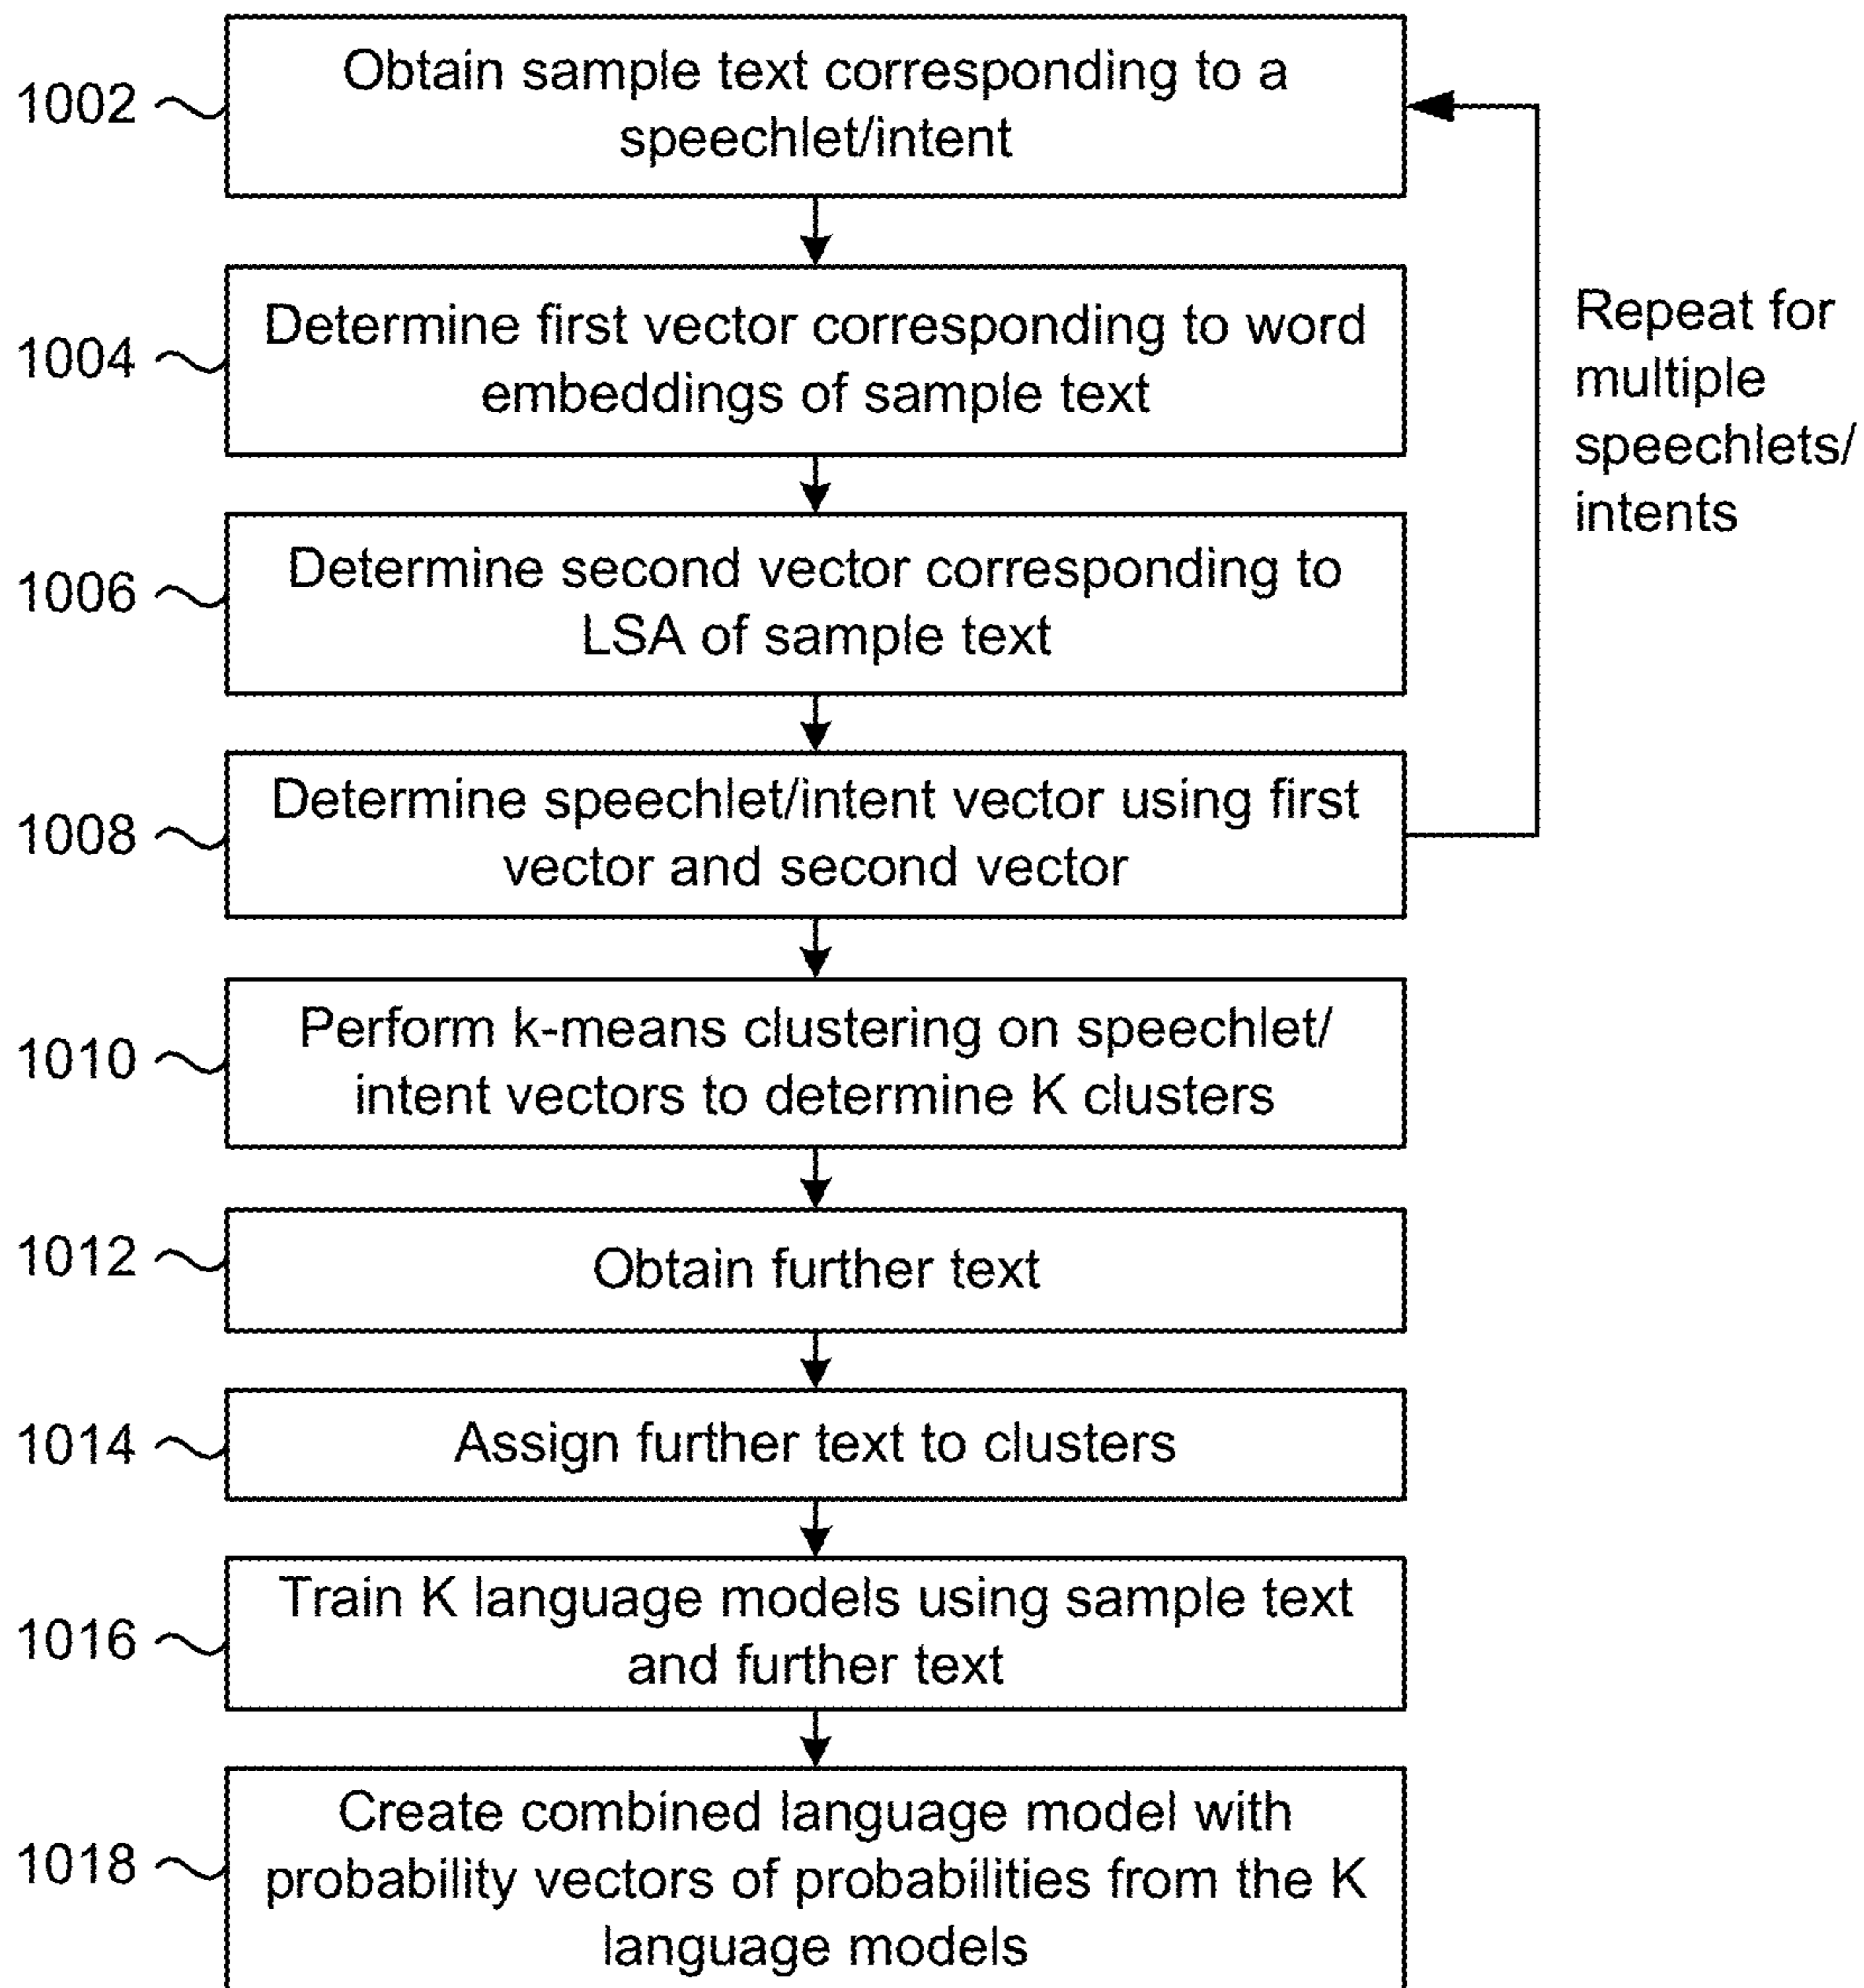 1002
Obtain sample text corresponding to a
speechlet/intent
1004
Determine first vector corresponding to word
embeddings of sample text
Repeat for
multiple
speechlets/
intents
1006
Determine second vector corresponding to
LSA of sample text
1008
Determine speechlet/intent vector using first
vector and second vector
1010
Perform k-means clustering on speechlet/
intent vectors to determine K clusters
1012
Obtain further text
1014
Assign further text to clusters
1016
Train K language models using sample text
and further text
1018
Create combined language model with
probability vectors of probabilities from the K
language models